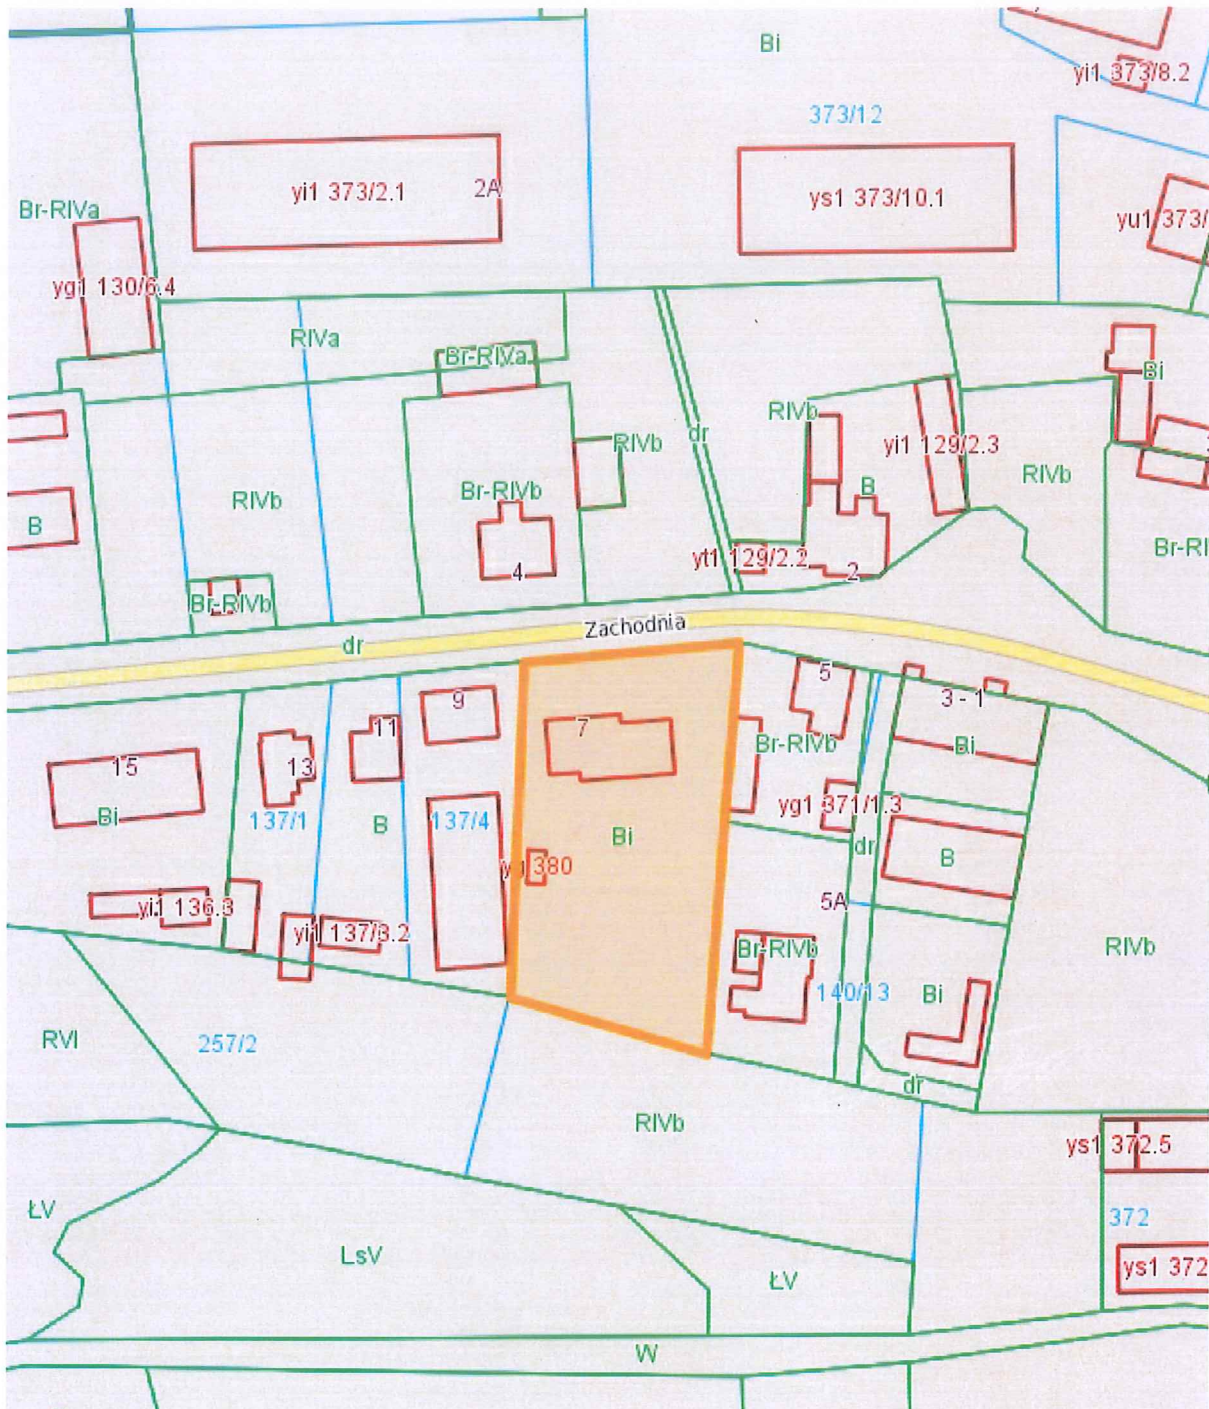 Bi
yi1 373/8.2
373/12
yi1 373/2.1
2A
ys1 373/10.1
Br-RIVa
yu1 373/
yg1 130/6.4
RIVa
Br-RIVa
Bi
RIVb
RIVb
dr
yi1 129/2.3
RIVb
Br-RIVb
B
RIVb
B
Br-RI
yt1 129/2.2
4
2
Br-RIVb
Zachodnia
dr
5
9
3 - 1
7
11
Br-RIVb
Bi
15
13
yg1 371/1.3
Bi
137/1
B
137/4
Bi
dr
B
380
5A
yi1 136.3
yi1 137/3.2
Br-RIVb
RIVb
140/13
Bi
RVI
257/2
dr
RIVb
ys1 372.5
ŁV
372
LsV
ŁV
ys1 372
W